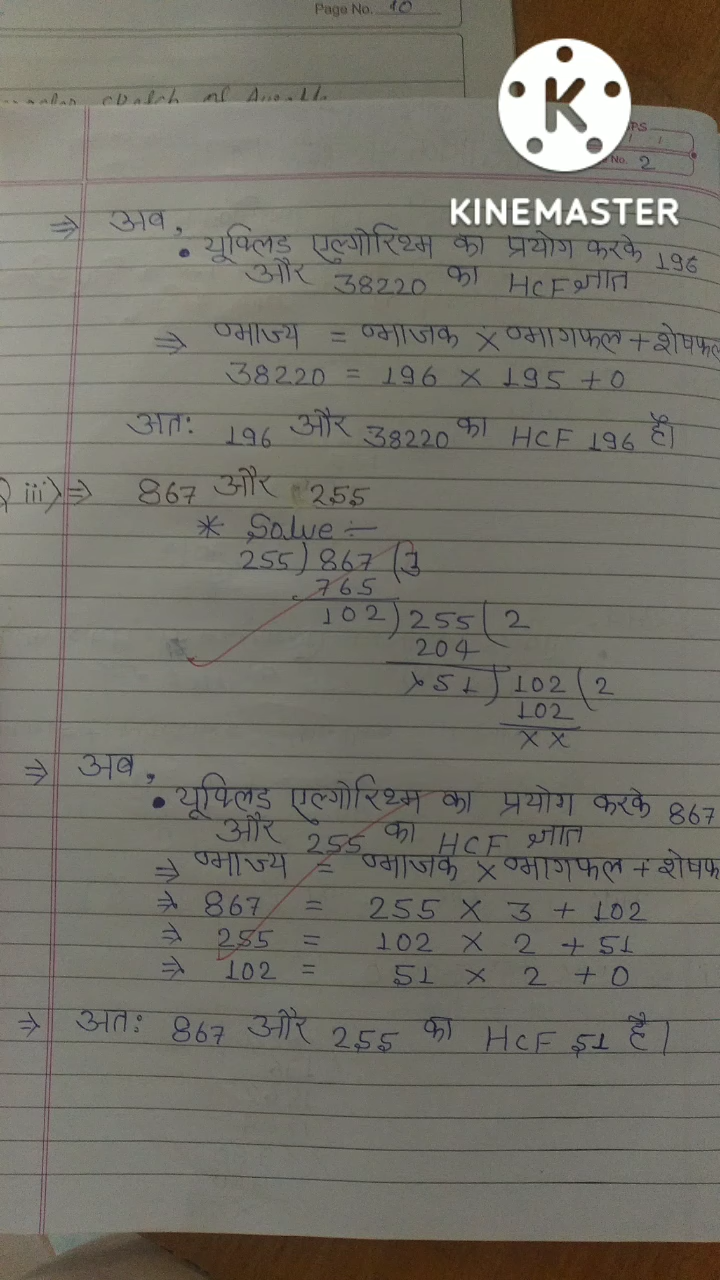 Page No. 10
KINEMASTER
No. 2
⇒ अब,
• यूक्लिड एल्गोरिथ्म का प्रयोग करके 196
और 38220 का HCF ज्ञात
⇒ भाज्य = भाजक × भागफल + शेषफल
38220 = 196 × 195 + 0
अतः 196 और 38220 का HCF 196 है।
iii) ⇒ 867 और 255
* Solve :-
255 ) 867 ( 3
765
102 ) 255 ( 2
204
×51 ) 102 ( 2
102
××
⇒ अब,
• यूक्लिड एल्गोरिथ्म का प्रयोग करके 867
और 255 का HCF ज्ञात
⇒ भाज्य = भाजक × भागफल + शेषफ
⇒ 867 = 255 × 3 + 102
⇒ 255 = 102 × 2 + 51
⇒ 102 = 51 × 2 + 0
⇒ अतः 867 और 255 का HCF 51 है।